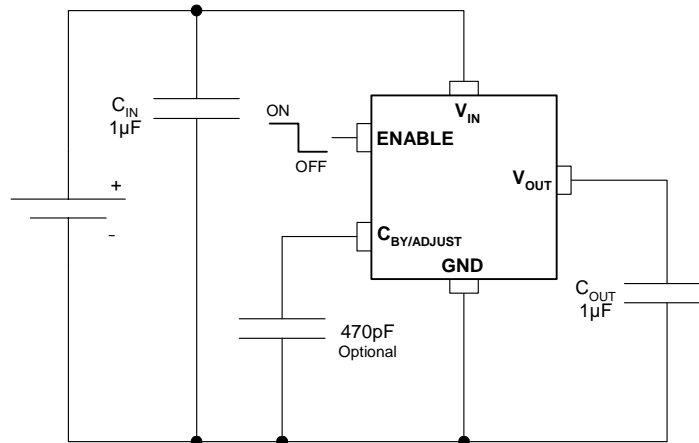 C_IN
1µF
ON
OFF
V_IN
ENABLE
V_OUT
C_BY/ADJUST
GND
+
-
C_OUT
1µF
470pF
Optional